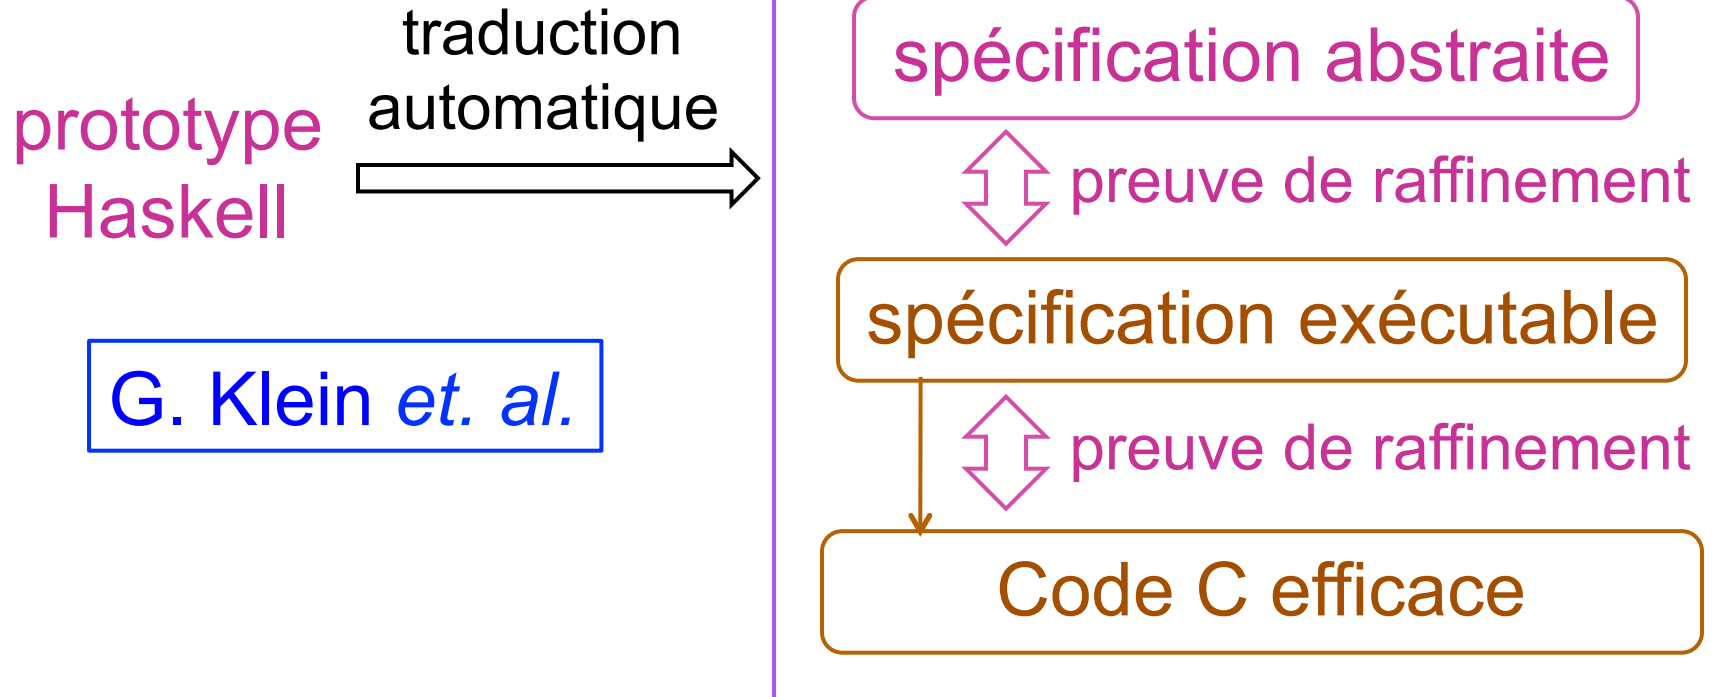 traduction
automatique
prototype
Haskell
G. Klein et. al.
spécification abstraite
preuve de raffinement
spécification exécutable
preuve de raffinement
Code C efficace